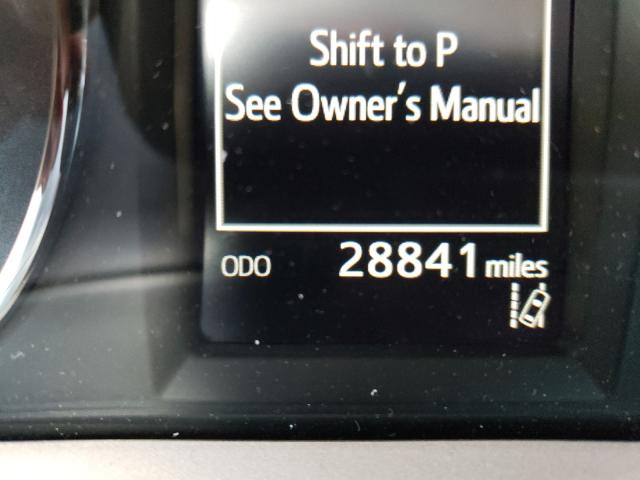 Shift to P
See Owner's Manual
ODO 28841 miles